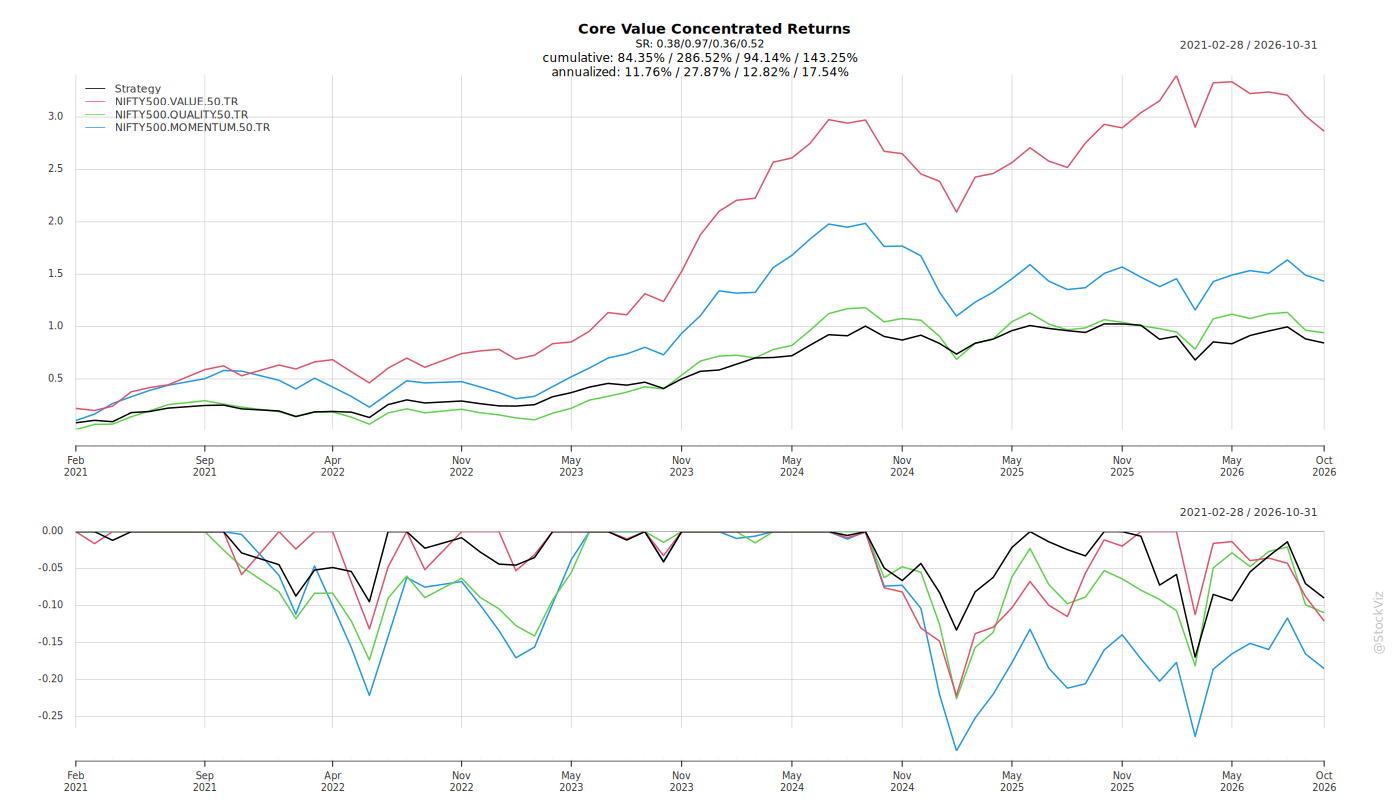 Core Value Concentrated Returns
SR: 0.38/0.97/0.36/0.52
cumulative: 84.35% / 286.52% / 94.14% / 143.25%
annualized: 11.76% / 27.87% / 12.82% / 17.54%
2021-02-28 / 2026-10-31
Strategy
NIFTY500.VALUE.50.TR
NIFTY500.QUALITY.50.TR
NIFTY500.MOMENTUM.50.TR
3.0
2.5
2.0
1.5
1.0
0.5
Feb Sep Apr Nov May Nov May Nov May Nov May Oct
2021 2021 2022 2022 2023 2023 2024 2024 2025 2025 2026 2026
2021-02-28 / 2026-10-31
0.00
-0.05
-0.10
-0.15
-0.20
-0.25
Feb Sep Apr Nov May Nov May Nov May Nov May Oct
2021 2021 2022 2022 2023 2023 2024 2024 2025 2025 2026 2026
@StockViz